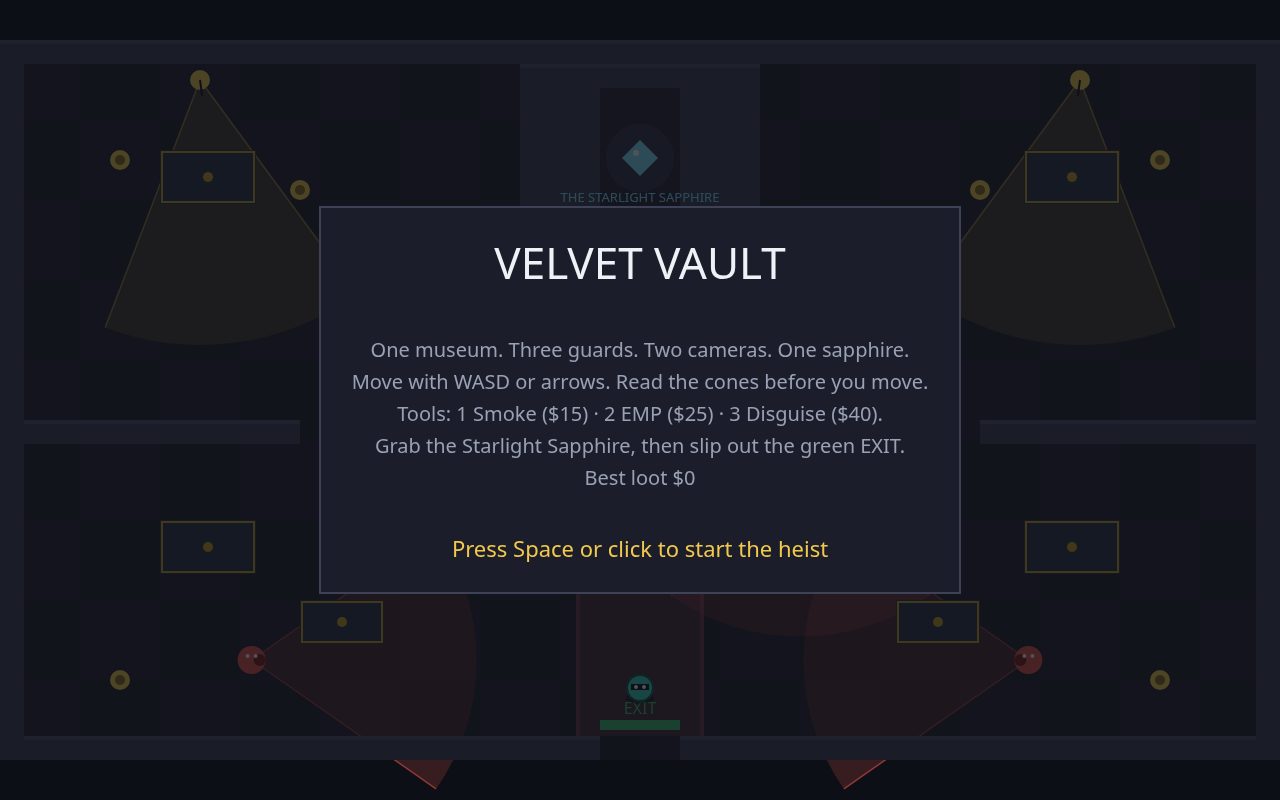 THE STARLIGHT SAPPHIRE
VELVET VAULT
One museum. Three guards. Two cameras. One sapphire.
Move with WASD or arrows. Read the cones before you move.
Tools: 1 Smoke ($15) · 2 EMP ($25) · 3 Disguise ($40).
Grab the Starlight Sapphire, then slip out the green EXIT.
Best loot $0
Press Space or click to start the heist
EXIT